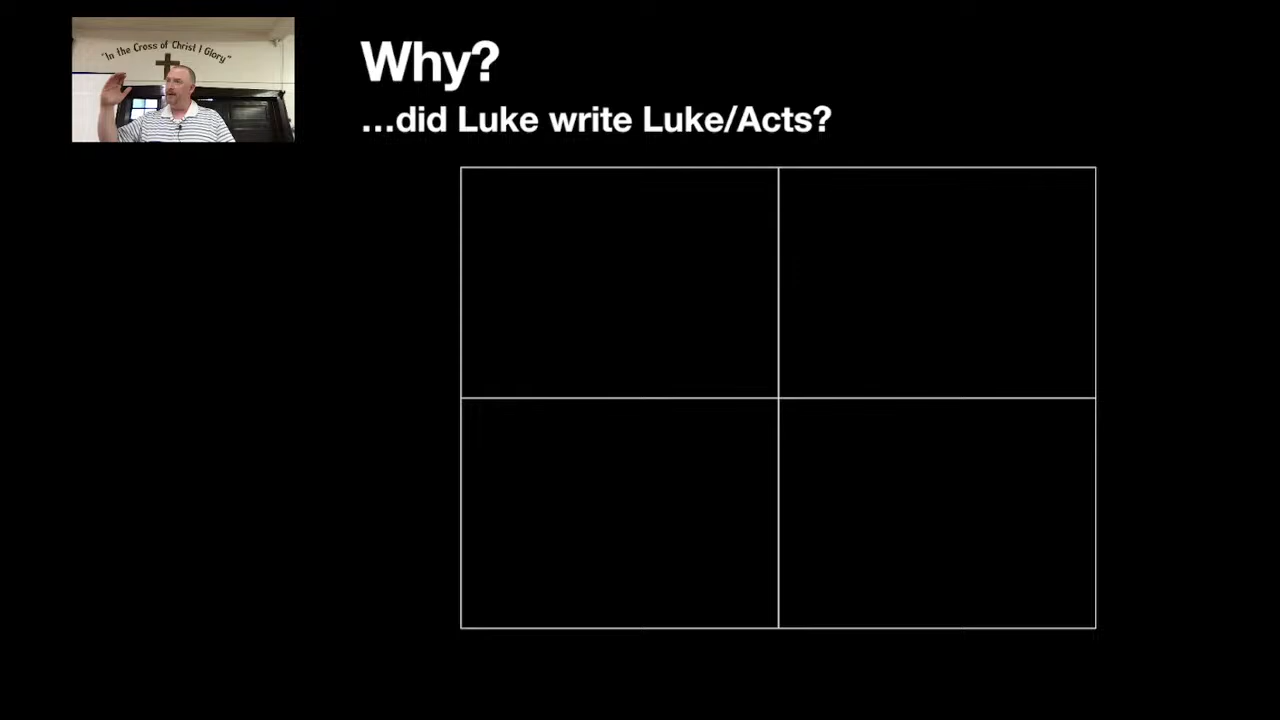 "In the Cross of Christ I Glory"
Why?
...did Luke write Luke/Acts?